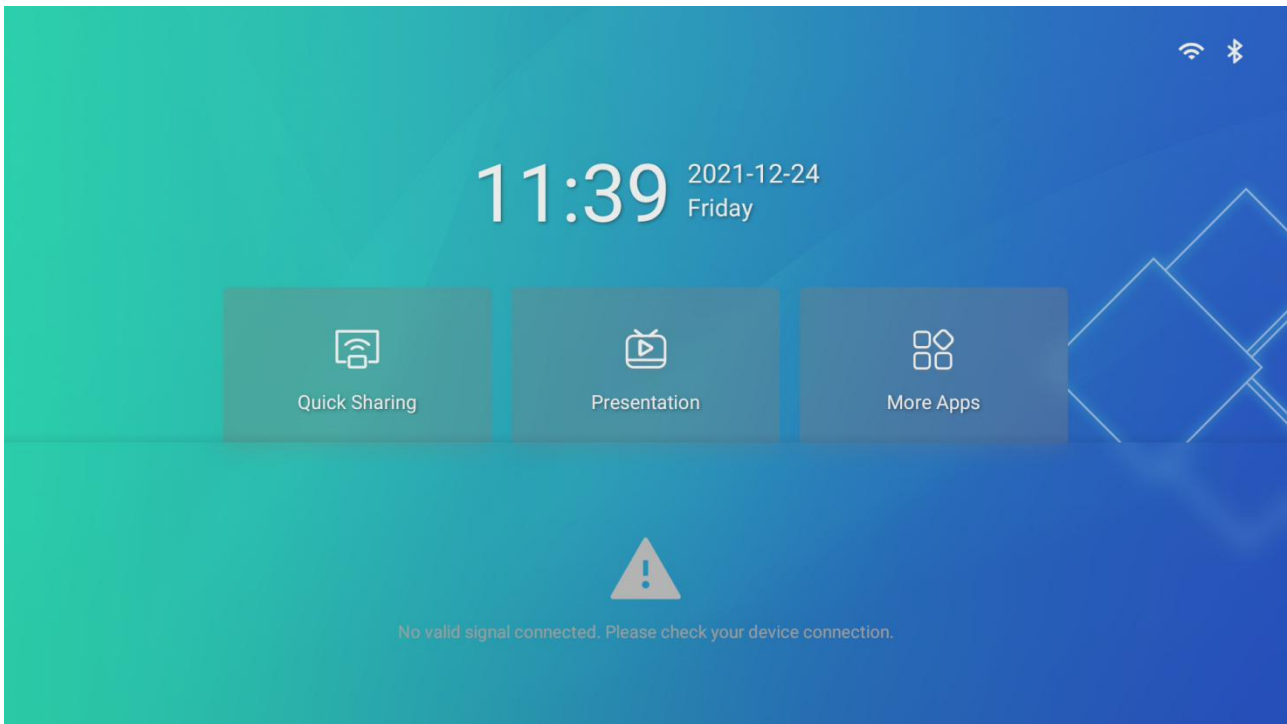 11:39
2021-12-24
Friday
Quick Sharing
Presentation
More Apps
No valid signal connected. Please check your device connection.